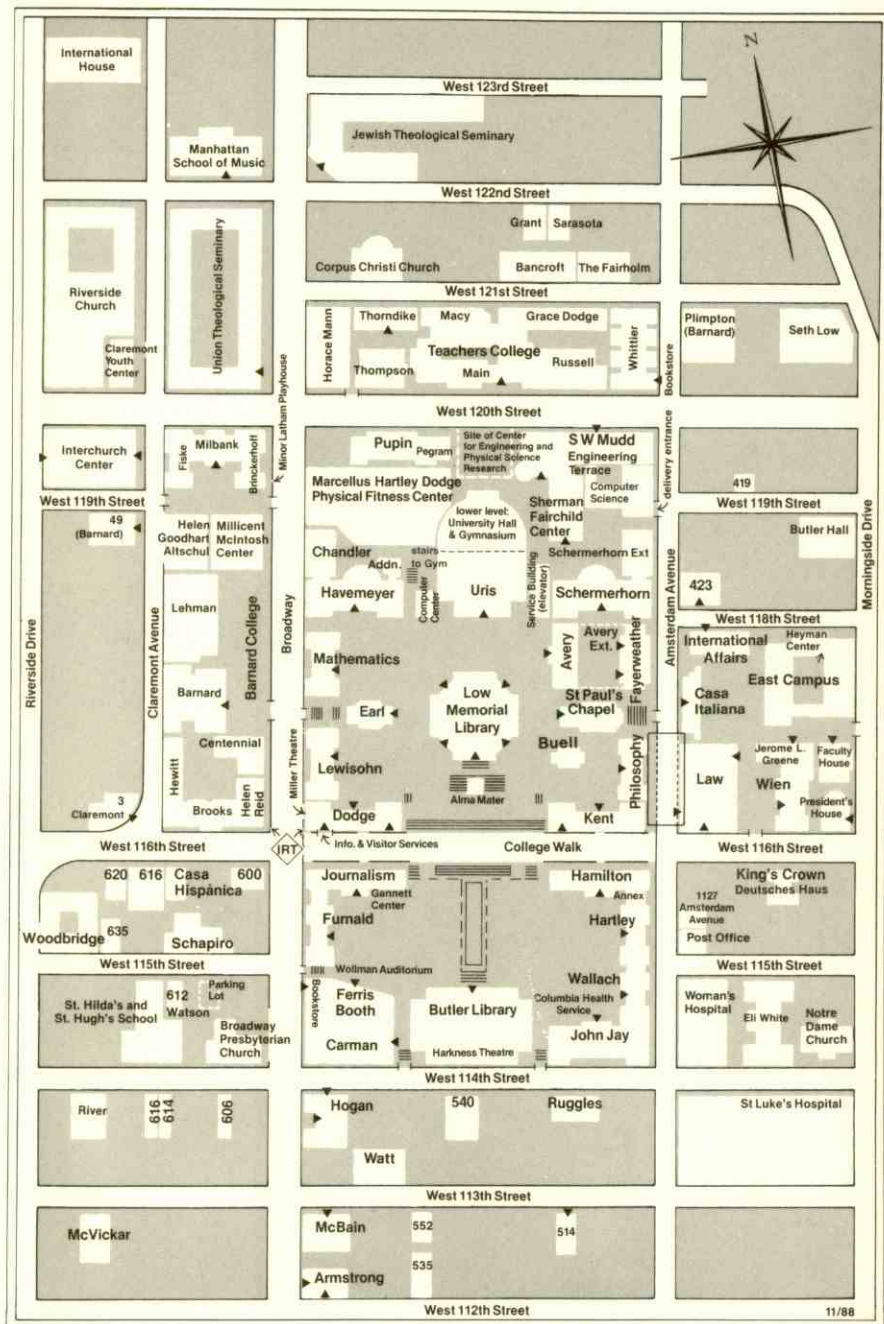 N
International
House
West 123rd Street
Manhattan
School of Music
Jewish Theological Seminary
West 122nd Street
Grant
Sarasota
Corpus Christi Church
Bancroft
The Fairholm
West 121st Street
Riverside
Church
Union Theological Seminary
Claremont
Youth
Center
Horace Mann
Thorndike
Macy
Grace Dodge
Teachers College
Thompson
Main
Russell
Whittier
Bookstore
Plimpton
(Barnard)
Seth Low
Minor Latham Playhouse
West 120th Street
Interchurch
Center
Fiske
Milbank
Brinckerhoff
Pupin
Pegram
Site of Center
for Engineering and
Physical Science
Research
S W Mudd
Engineering
Terrace
Computer
Science
delivery entrance
419
West 119th Street
West 119th Street
Marcellus Hartley Dodge
Physical Fitness Center
lower level:
University Hall
& Gymnasium
Sherman
Fairchild
Center
49
(Barnard)
Helen
Goodhart
Altschul
Millicent
McIntosh
Center
Butler Hall
Chandler
Addn.
stairs
to Gym
Schermerhorn Ext
Computer
Center
Service Building
(elevator)
Havemeyer
Uris
Schermerhorn
423
Lehman
West 118th Street
Riverside Drive
Claremont Avenue
Barnard College
Broadway
Amsterdam Avenue
Morningside Drive
Mathematics
Avery
Avery
Ext.
Fayerweather
International
Affairs
Heyman
Center
East Campus
Barnard
Earl
Low
Memorial
Library
St Paul's
Chapel
Casa
Italiana
Centennial
Buell
Jerome L.
Greene
Faculty
House
Hewitt
Miller Theatre
Lewisohn
Philosophy
Law
Wien
Helen
Reid
Alma Mater
President's
House
3
Claremont
Brooks
Dodge
Kent
West 116th Street
IRT
Info. & Visitor Services
College Walk
West 116th Street
620
616
Casa
Hispánica
600
Journalism
Gannett
Center
Hamilton
Annex
King's Crown
Deutsches Haus
1127
Amsterdam
Avenue
Post Office
Woodbridge
635
Schapiro
Furnald
Hartley
West 115th Street
West 115th Street
Wollman Auditorium
Bookstore
St. Hilda's and
St. Hugh's School
612
Watson
Parking
Lot
Broadway
Presbyterian
Church
Ferris
Booth
Carman
Butler Library
Harkness Theatre
Wallach
Columbia Health
Service
John Jay
Woman's
Hospital
Eli White
Notre
Dame
Church
West 114th Street
River
616
614
606
Hogan
540
Ruggles
St Luke's Hospital
Watt
West 113th Street
McVickar
McBain
552
514
535
Armstrong
West 112th Street
11/88